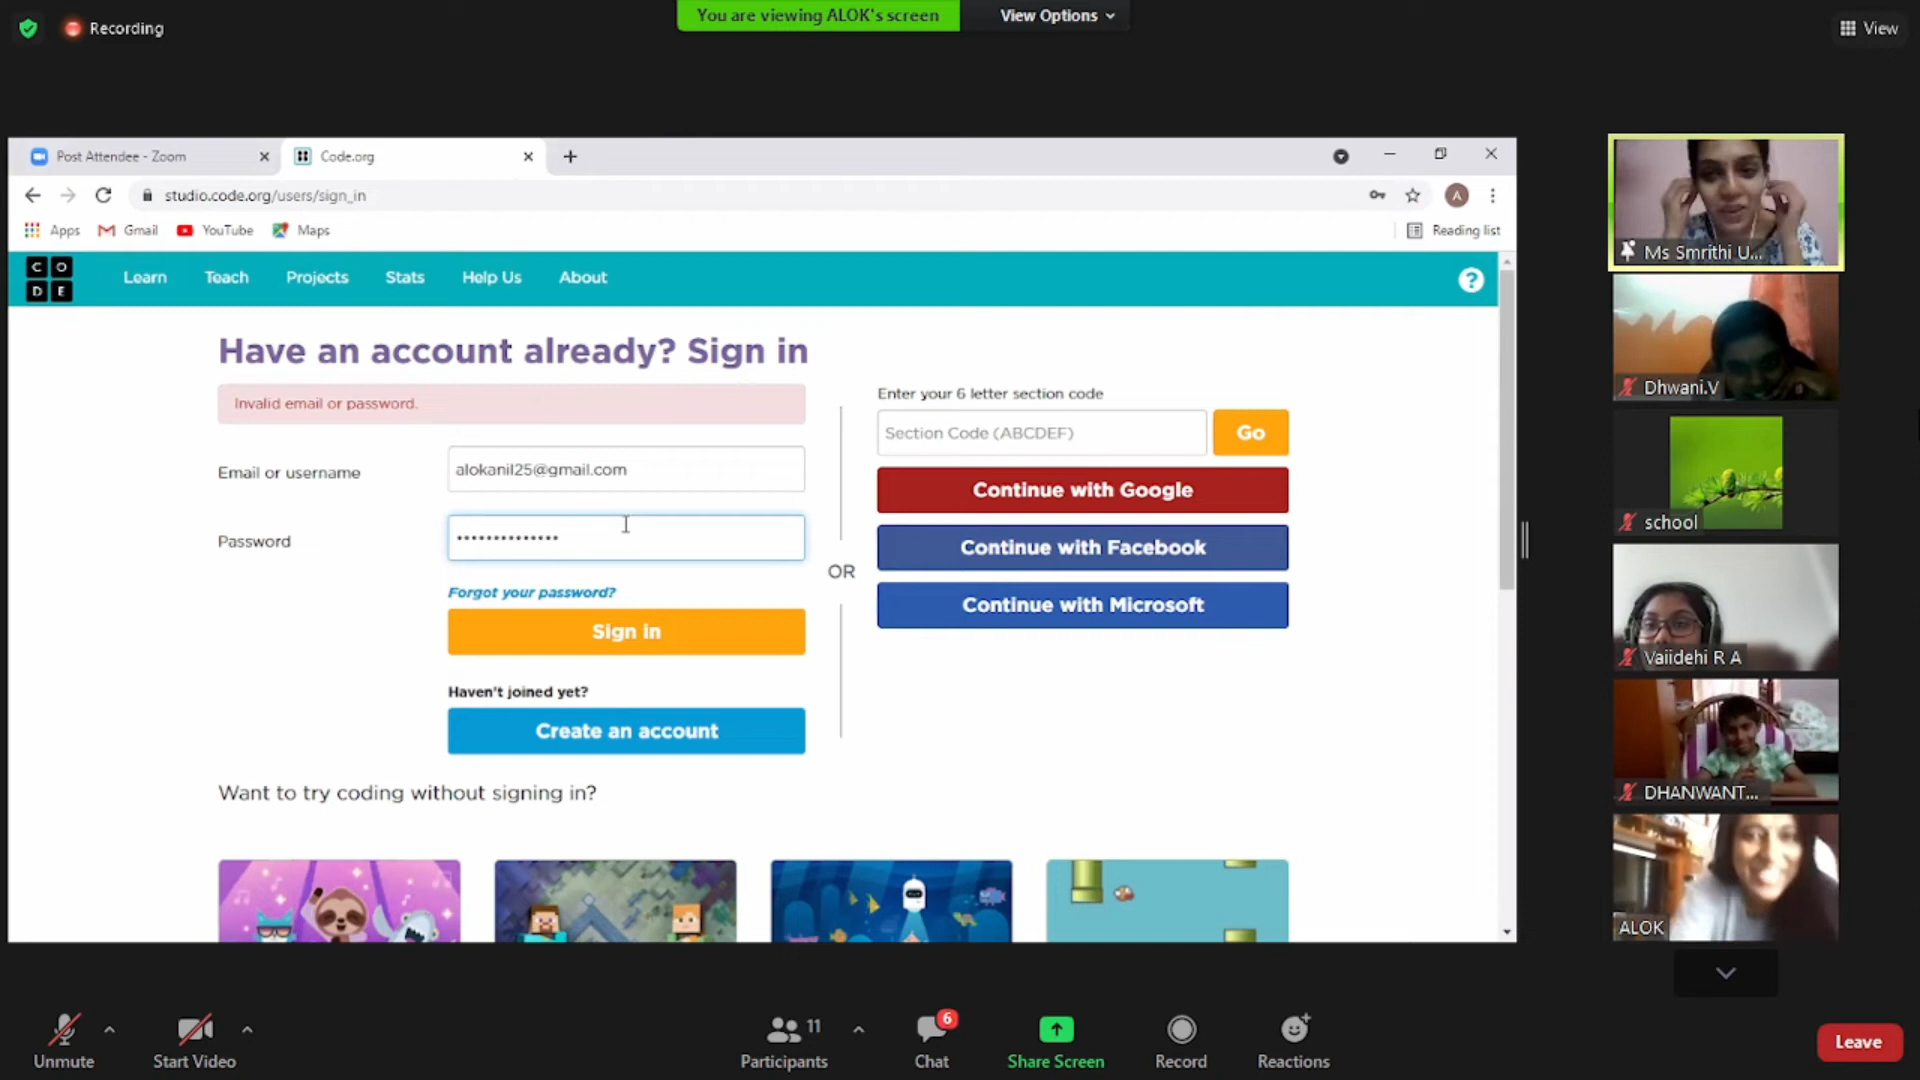 Recording
You are viewing ALOK's screen
View Options
View
Post Attendee - Zoom
Code.org
studio.code.org/users/sign_in
A
Apps
Gmail
YouTube
Maps
Reading list
C O
D E
Learn
Teach
Projects
Stats
Help Us
About
?
Have an account already? Sign in
Invalid email or password.
Email or username
alokanil25@gmail.com
Password
••••••••••••••
Forgot your password?
Sign in
Haven't joined yet?
Create an account
OR
Enter your 6 letter section code
Section Code (ABCDEF)
Go
Continue with Google
Continue with Facebook
Continue with Microsoft
Want to try coding without signing in?
Ms Smrithi U...
Dhwani.V
school
Vaiidehi R A
DHANWANT...
ALOK
Unmute
Start Video
Participants
11
Chat
6
Share Screen
Record
Reactions
Leave